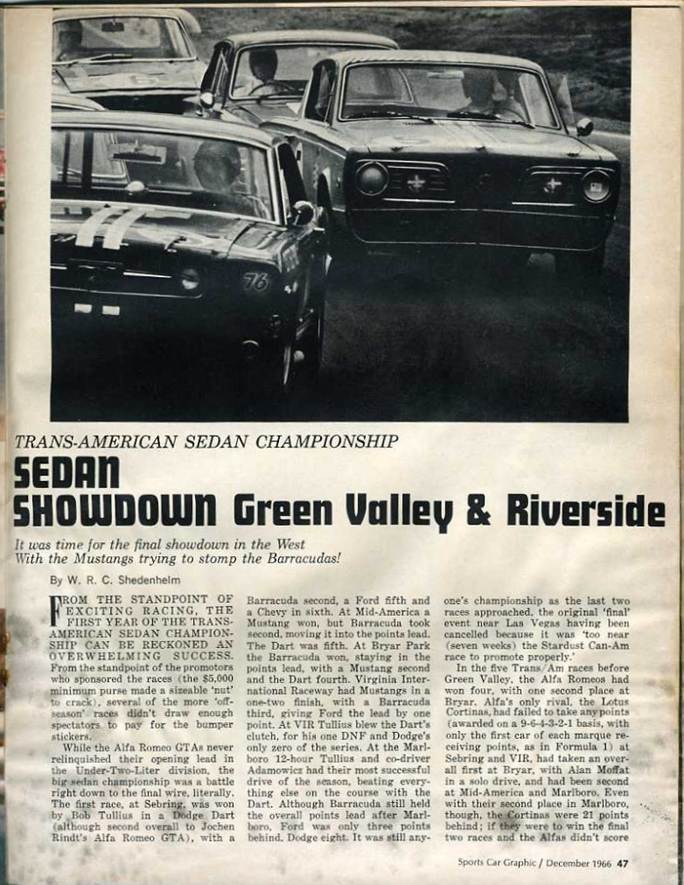 76
TRANS-AMERICAN SEDAN CHAMPIONSHIP
SEDAN
SHOWDOWN Green Valley & Riverside
It was time for the final showdown in the West
With the Mustangs trying to stomp the Barracudas!
By W. R. C. Shedenhelm
FROM THE STANDPOINT OF
EXCITING RACING, THE
FIRST YEAR OF THE TRANS-
AMERICAN SEDAN CHAMPION-
SHIP CAN BE RECKONED AN
OVERWHELMING SUCCESS.
From the standpoint of the promotors
who sponsored the races (the $5,000
minimum purse made a sizeable 'nut'
to crack), several of the more 'off-
season' races didn't draw enough
spectators to pay for the bumper
stickers.
While the Alfa Romeo GTAs never
relinquished their opening lead in
the Under-Two-Liter division, the
big sedan championship was a battle
right down to the final wire, literally.
The first race, at Sebring, was won
by Bob Tullius in a Dodge Dart
(although second overall to Jochen
Rindt's Alfa Romeo GTA), with a
Barracuda second, a Ford fifth and
a Chevy in sixth. At Mid-America a
Mustang won, but Barracuda took
second, moving it into the points lead.
The Dart was fifth. At Bryar Park
the Barracuda won, staying in the
points lead, with a Mustang second
and the Dart fourth. Virginia Inter-
national Raceway had Mustangs in a
one-two finish, with a Barracuda
third, giving Ford the lead by one
point. At VIR Tullius blew the Dart's
clutch, for his one DNF and Dodge's
only zero of the series. At the Marl-
boro 12-hour Tullius and co-driver
Adamowicz had their most successful
drive of the season, beating every-
thing else on the course with the
Dart. Although Barracuda still held
the overall points lead after Marl-
boro, Ford was only three points
behind, Dodge eight. It was still any-
one's championship as the last two
races approached, the original 'final'
event near Las Vegas having been
cancelled because it was 'too near
(seven weeks) the Stardust Can-Am
race to promote properly.'
In the five Trans/Am races before
Green Valley, the Alfa Romeos had
won four, with one second place at
Bryar. Alfa's only rival, the Lotus
Cortinas, had failed to take any points
(awarded on a 9-6-4-3-2-1 basis, with
only the first car of each marque re-
ceiving points, as in Formula 1) at
Sebring and VIR, had taken an over-
all first at Bryar, with Alan Moffat
in a solo drive, and had been second
at Mid-America and Marlboro. Even
with their second place in Marlboro,
though, the Cortinas were 21 points
behind; if they were to win the final
two races and the Alfas didn't score
Sports Car Graphic / December 1966 47